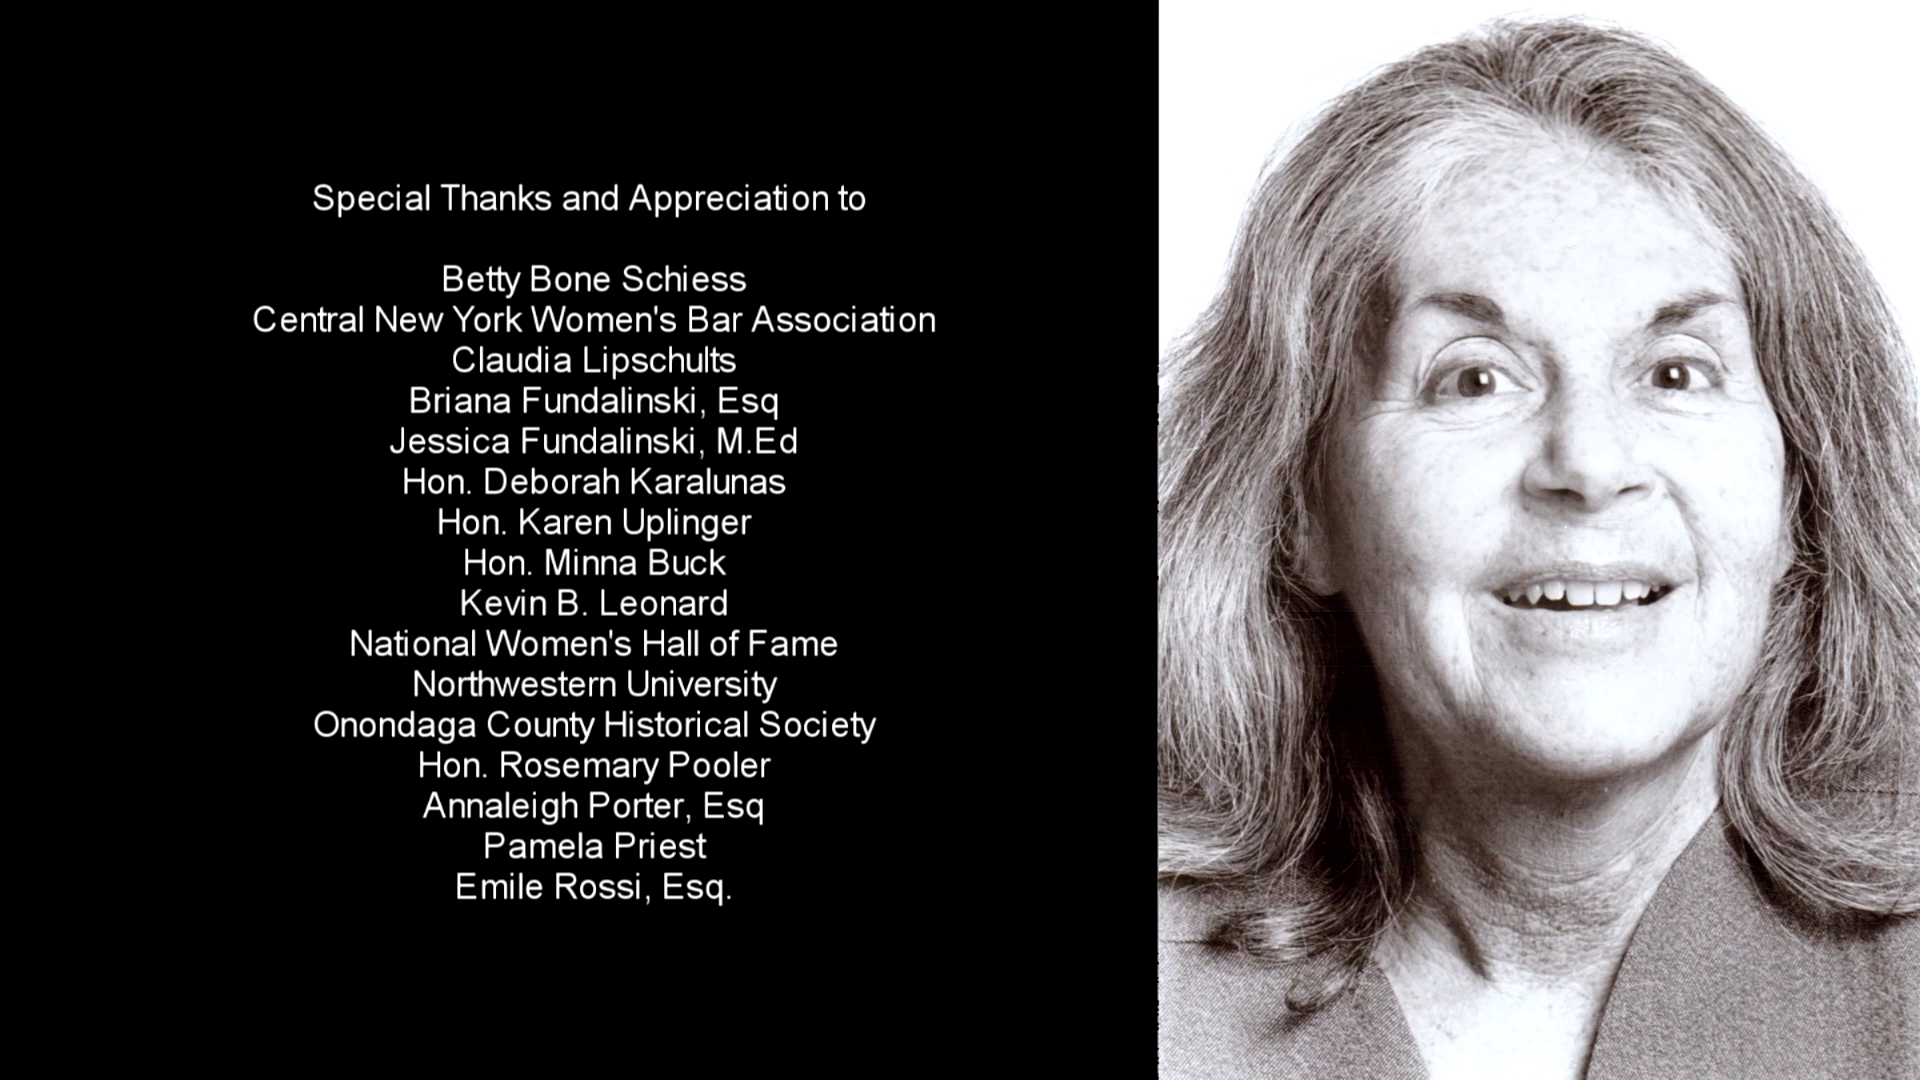 Special Thanks and Appreciation to
Betty Bone Schiess
Central New York Women's Bar Association
Claudia Lipschults
Briana Fundalinski, Esq
Jessica Fundalinski, M.Ed
Hon. Deborah Karalunas
Hon. Karen Uplinger
Hon. Minna Buck
Kevin B. Leonard
National Women's Hall of Fame
Northwestern University
Onondaga County Historical Society
Hon. Rosemary Pooler
Annaleigh Porter, Esq
Pamela Priest
Emile Rossi, Esq.